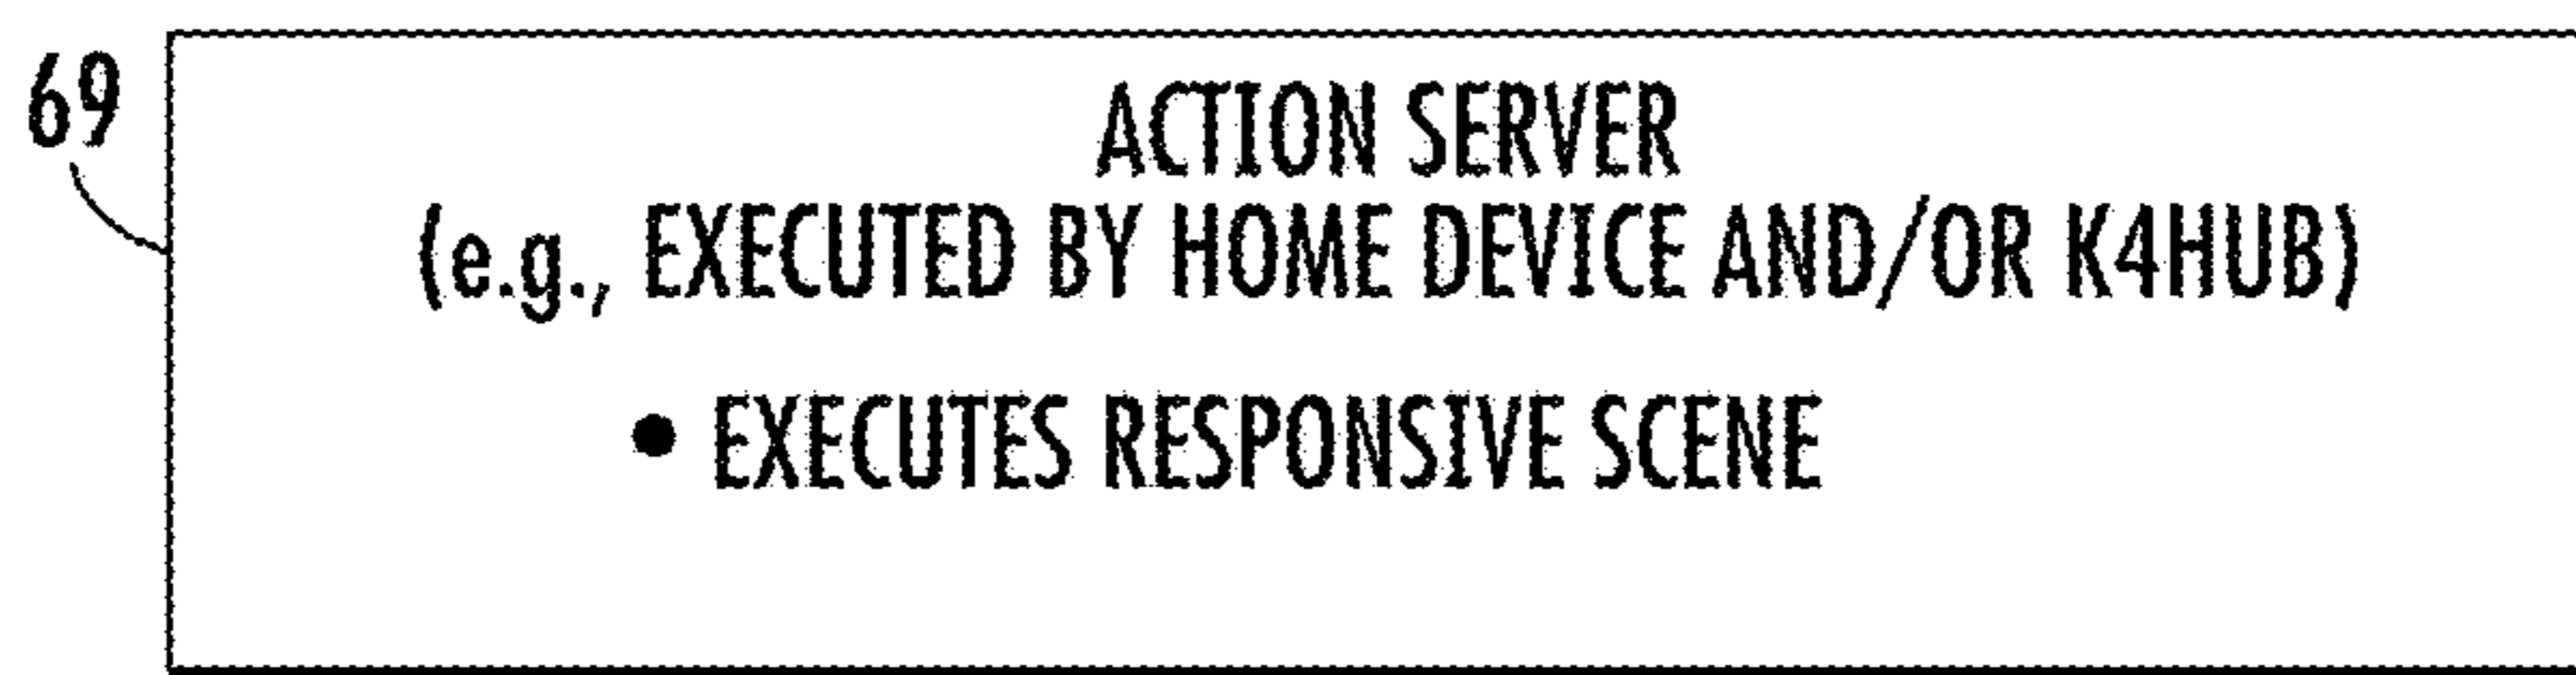 69
ACTION SERVER
(e.g., EXECUTED BY HOME DEVICE AND/OR K4HUB)
• EXECUTES RESPONSIVE SCENE